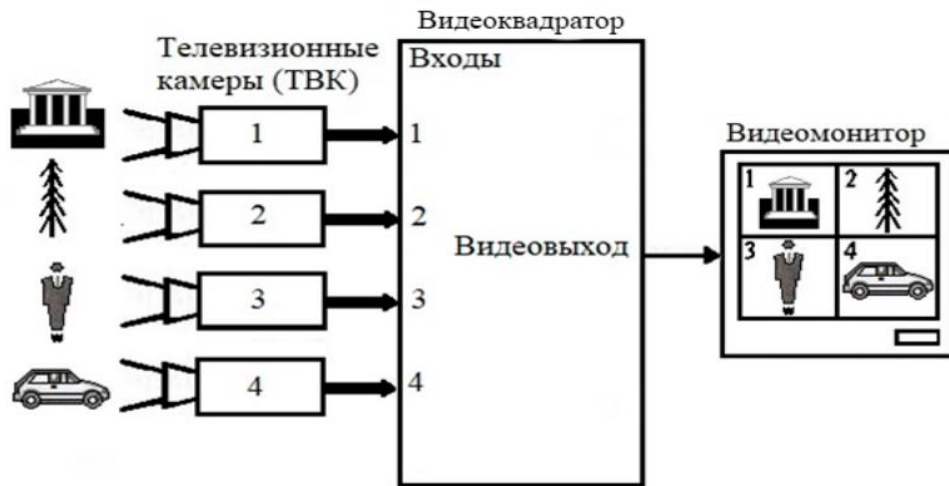 Видеоквадратор
Телевизионные
камеры (ТВК)
Входы
1
1
2
2
3
3
4
4
Видеовыход
Видеомонитор
1
2
3
4